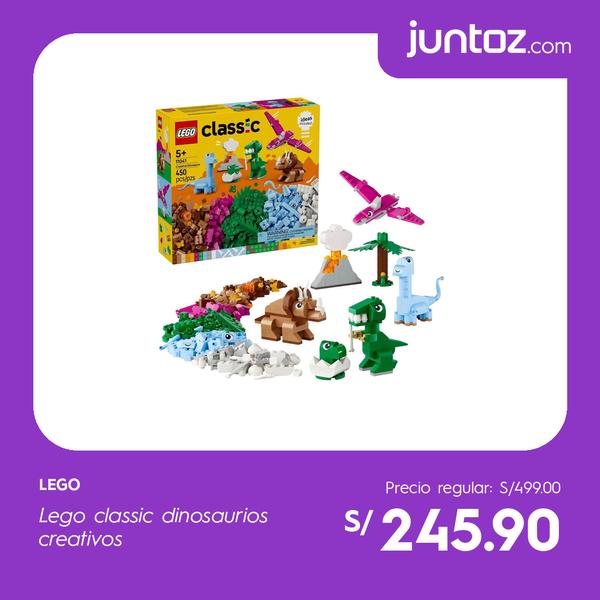 juntoz.com
LEGO
classic
ideas
5+
11041
450
pcs/pzs
WARNING:
LEGO
Precio regular: S/499.00
Lego classic dinosaurios
creativos
S/ 245.90